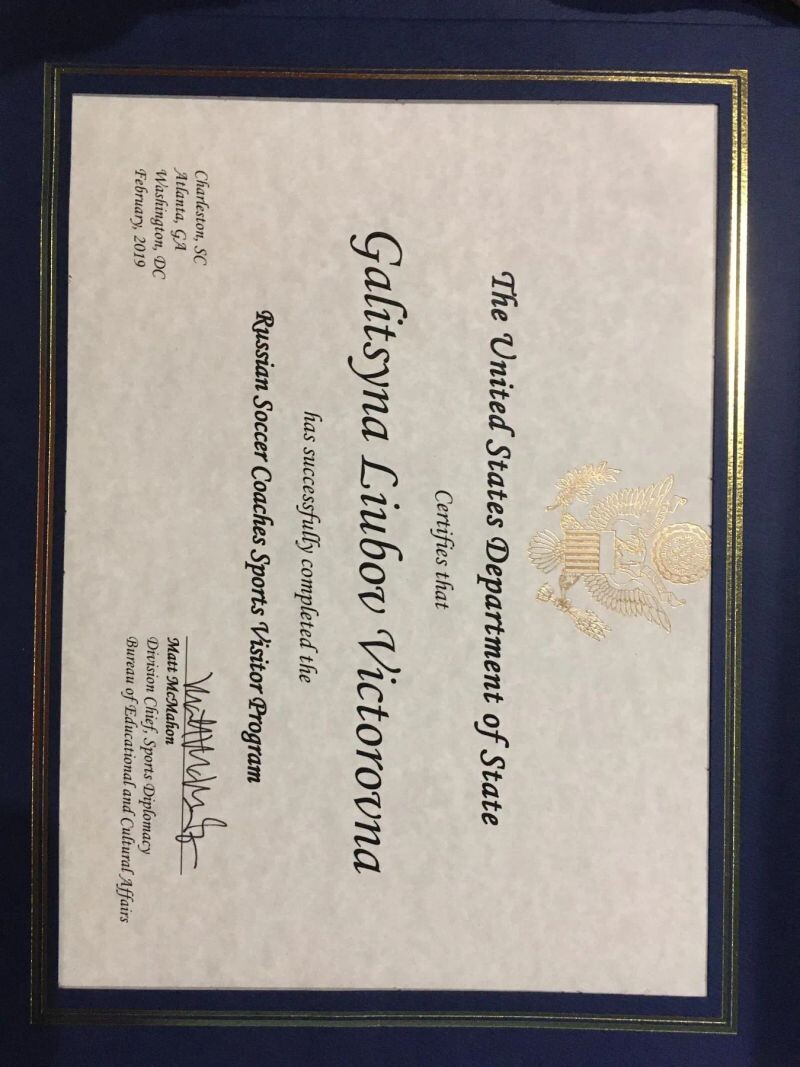 The United States Department of State
Certifies that
Galitsyna Liubov Victorovna
has successfully completed the
Russian Soccer Coaches Sports Visitor Program
Charleston, SC
Atlanta, GA
Washington, DC
February, 2019
Matt McMahon
Division Chief, Sports Diplomacy
Bureau of Educational and Cultural Affairs